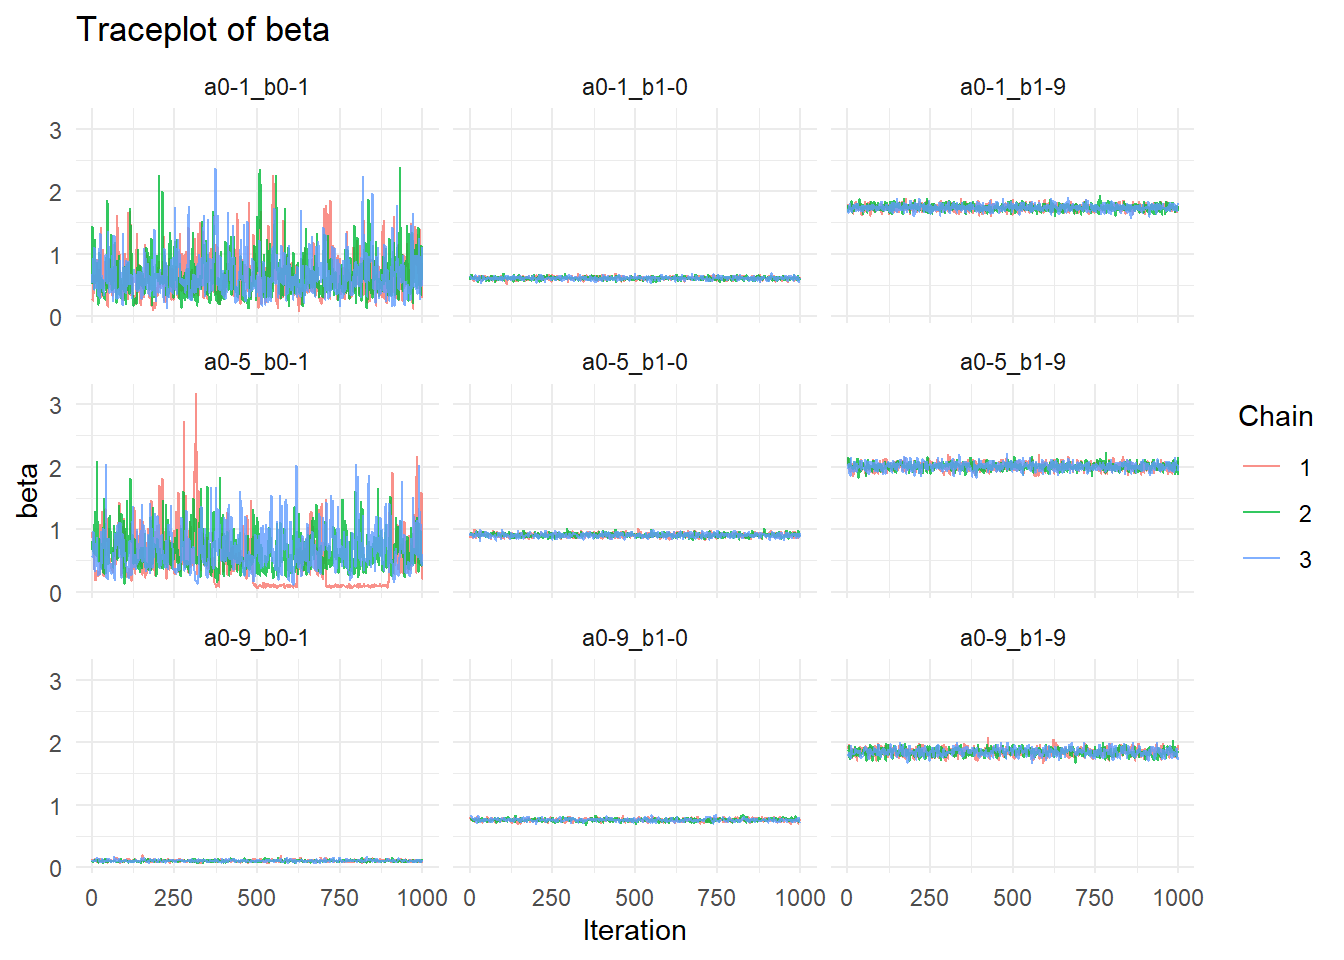 Traceplot of beta
a0-1_b0-1 a0-1_b1-0 a0-1_b1-9
3
2
1
0
a0-5_b0-1 a0-5_b1-0 a0-5_b1-9
3
2
1
0
a0-9_b0-1 a0-9_b1-0 a0-9_b1-9
3
2
1
0
0 250 500 750 1000 0 250 500 750 1000 0 250 500 750 1000
Iteration
beta
Chain
1
2
3